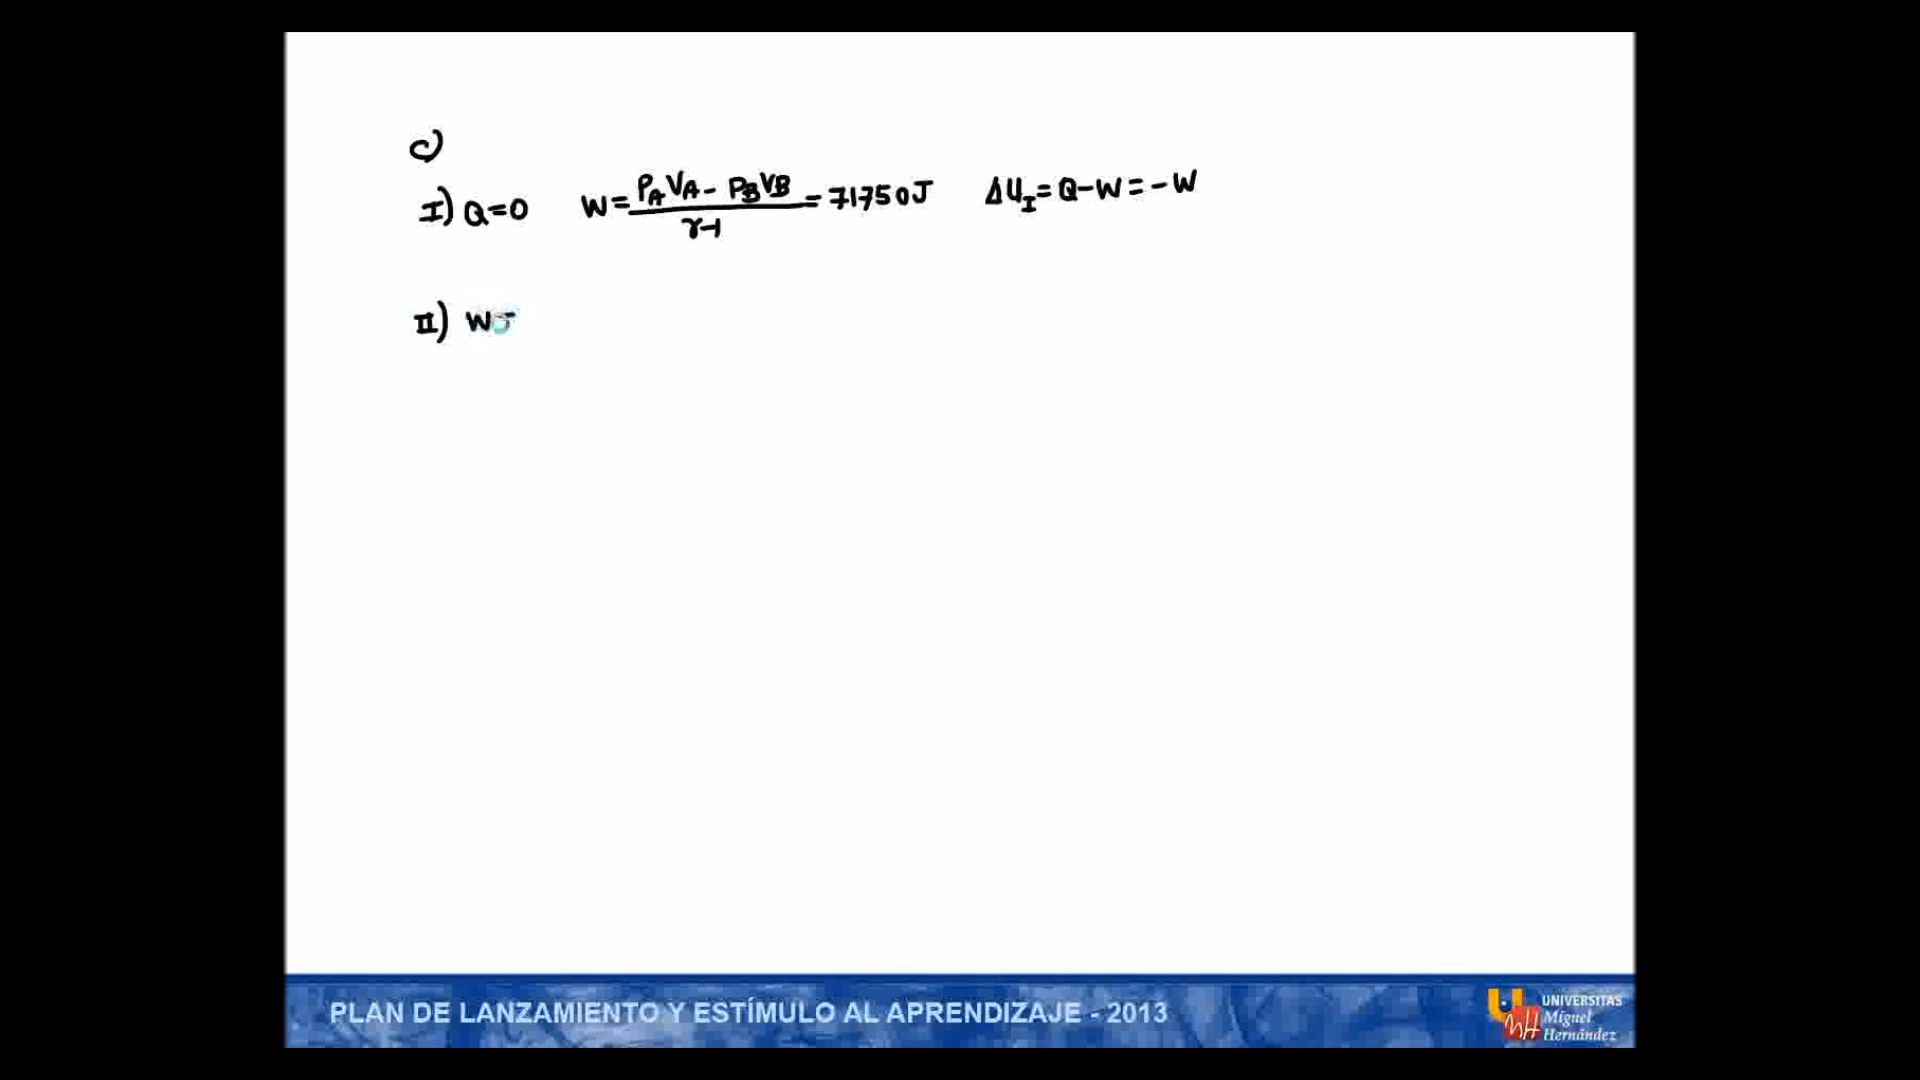 c)
I) Q=0 W = (P_A V_A - P_B V_B)/(γ-1) = 71750 J ΔU_I = Q-W = -W
II) W=
PLAN DE LANZAMIENTO Y ESTÍMULO AL APRENDIZAJE - 2013
UNIVERSITAS
Miguel
Hernández